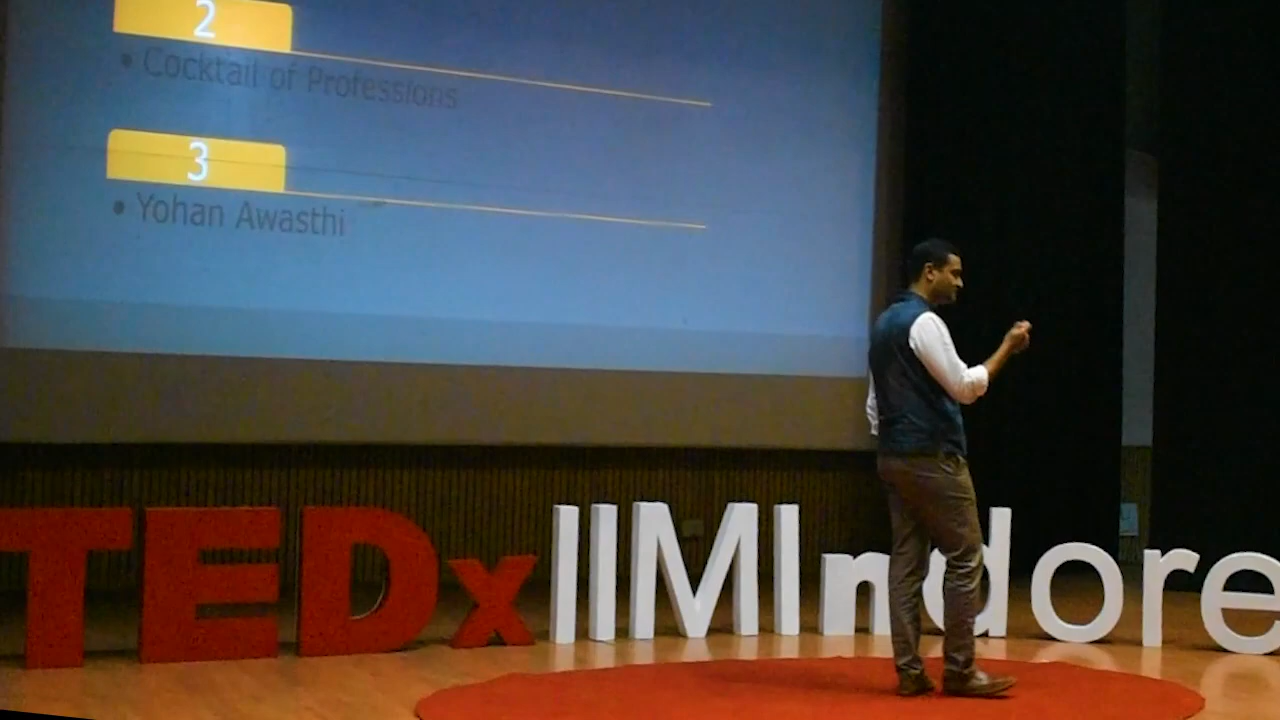 2
• Cocktail of Professions
3
• Yohan Awasthi
TEDxIIMIndore